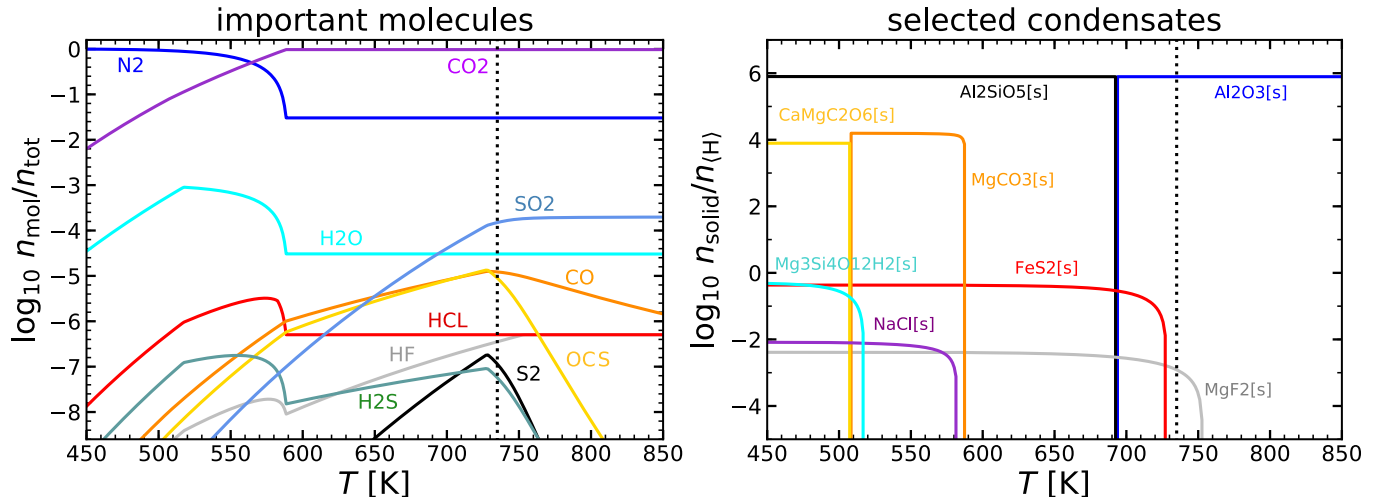 important molecules
selected condensates
0
−1
−2
−3
−4
−5
−6
−7
−8
log10 nmol/ntot
N2
CO2
SO2
H2O
CO
HCL
HF
OCS
S2
H2S
450 500 550 600 650 700 750 800 850
T [K]
6
4
2
0
−2
−4
log10 nsolid/n⟨H⟩
Al2SiO5[s]
Al2O3[s]
CaMgC2O6[s]
MgCO3[s]
Mg3Si4O12H2[s]
FeS2[s]
NaCl[s]
MgF2[s]
450 500 550 600 650 700 750 800 850
T [K]